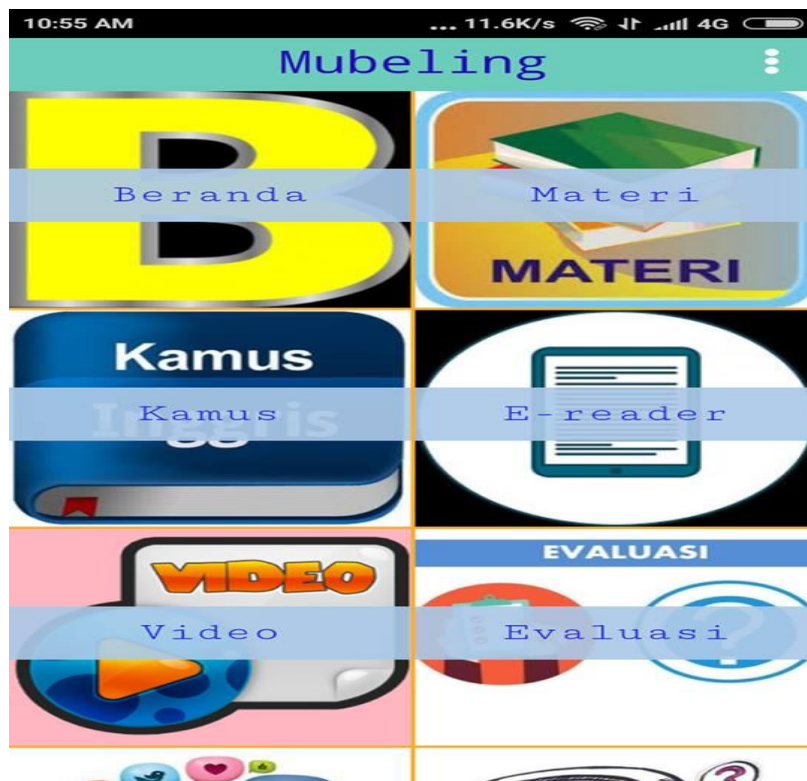 10:55 AM
... 11.6K/s 4G
Mubeling
B
Beranda
Materi
MATERI
Kamus
Inggris
Kamus
E-reader
VIDEO
Video
EVALUASI
Evaluasi
?
?